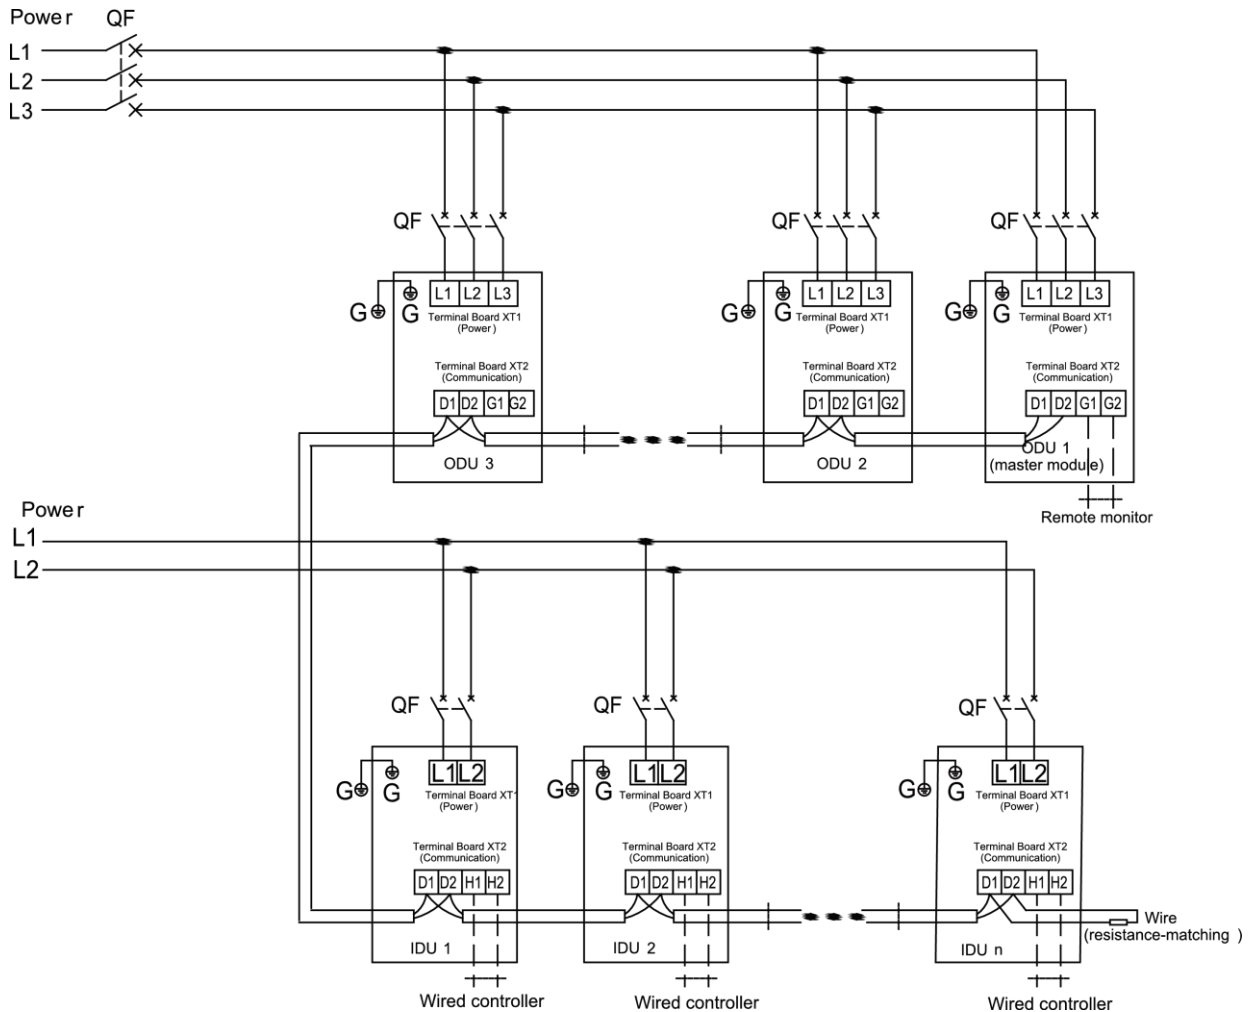 Power QF
L1
L2
L3
QF QF QF
G G L1 L2 L3 G G L1 L2 L3 G G L1 L2 L3
Terminal Board XT1 Terminal Board XT1 Terminal Board XT1
(Power) (Power) (Power)
Terminal Board XT2 Terminal Board XT2 Terminal Board XT2
(Communication) (Communication) (Communication)
D1 D2 G1 G2 D1 D2 G1 G2 D1 D2 G1 G2
ODU 3 ODU 2 ODU 1
(master module)
Remote monitor
Power
L1
L2
QF QF QF
G G L1 L2 G G L1 L2 G G L1 L2
Terminal Board XT1 Terminal Board XT1 Terminal Board XT1
(Power) (Power) (Power)
Terminal Board XT2 Terminal Board XT2 Terminal Board XT2
(Communication) (Communication) (Communication)
D1 D2 H1 H2 D1 D2 H1 H2 D1 D2 H1 H2
Wire
(resistance-matching )
IDU 1 IDU 2 IDU n
Wired controller Wired controller Wired controller